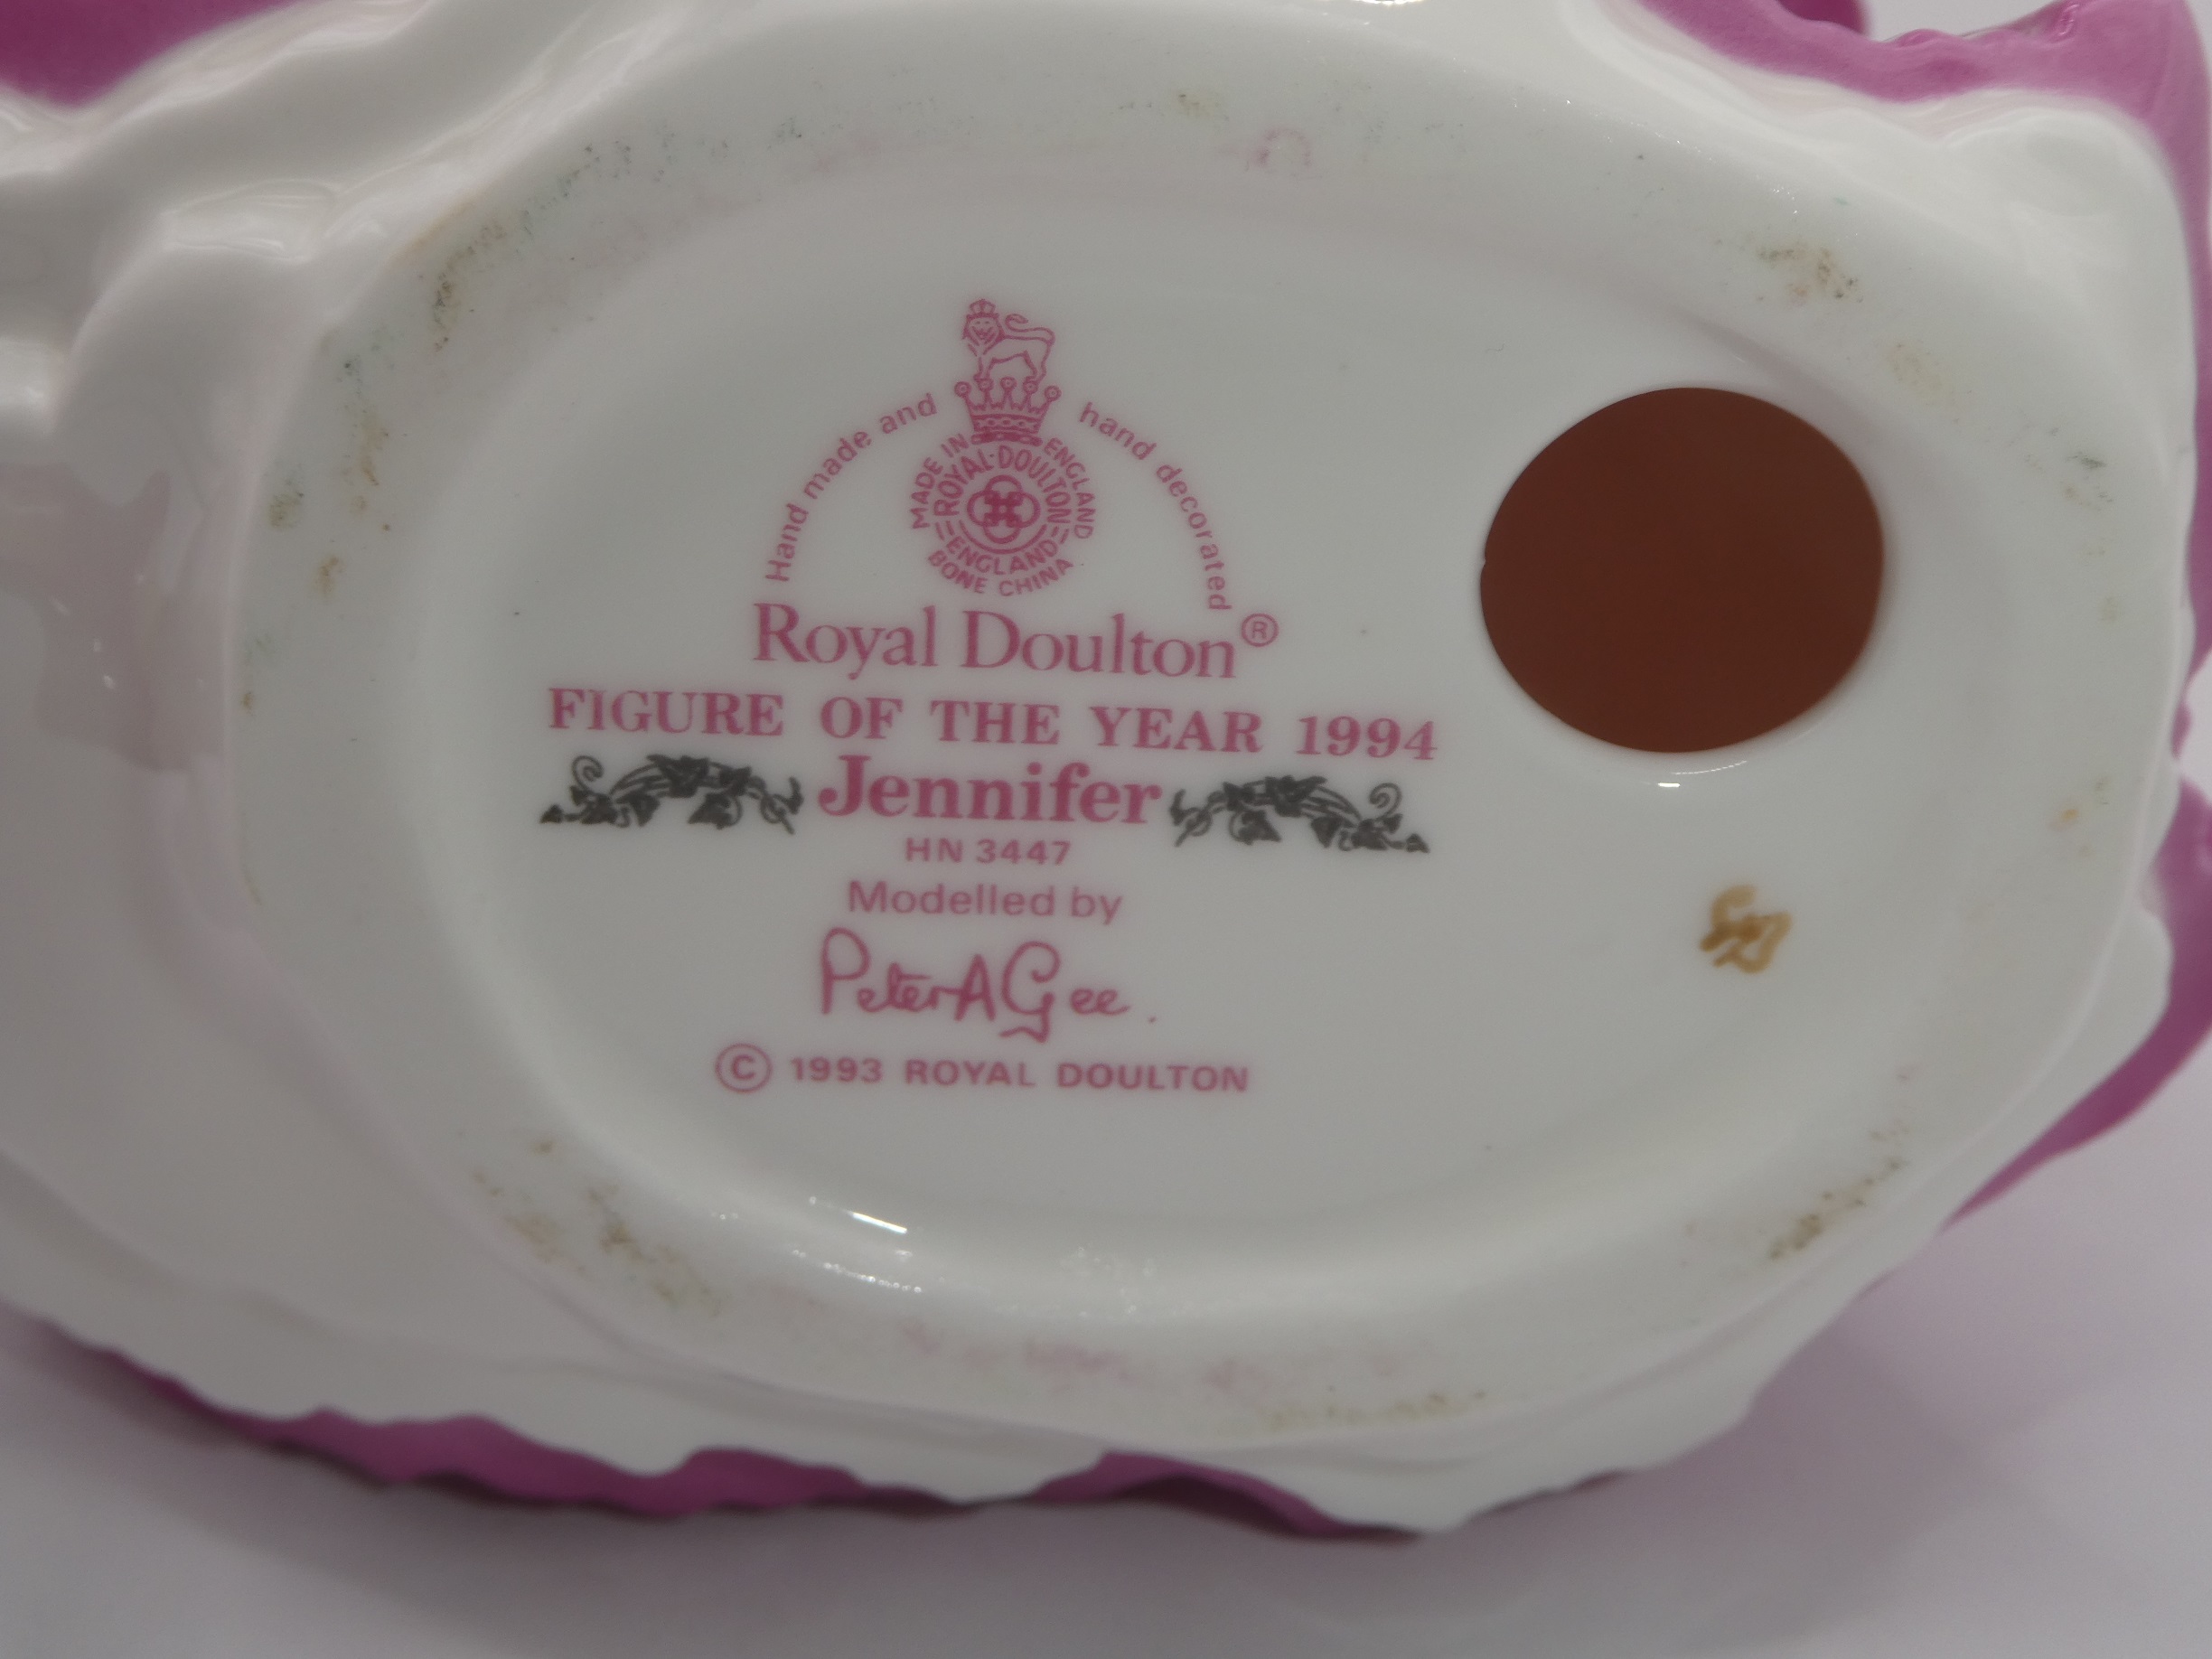 Hand made and hand decorated
MADE IN ENGLAND
ROYAL·DOULTON
ENGLAND
BONE CHINA
Royal Doulton®
FIGURE OF THE YEAR 1994
Jennifer
HN 3447
Modelled by
Peter A Gee.
© 1993 ROYAL DOULTON